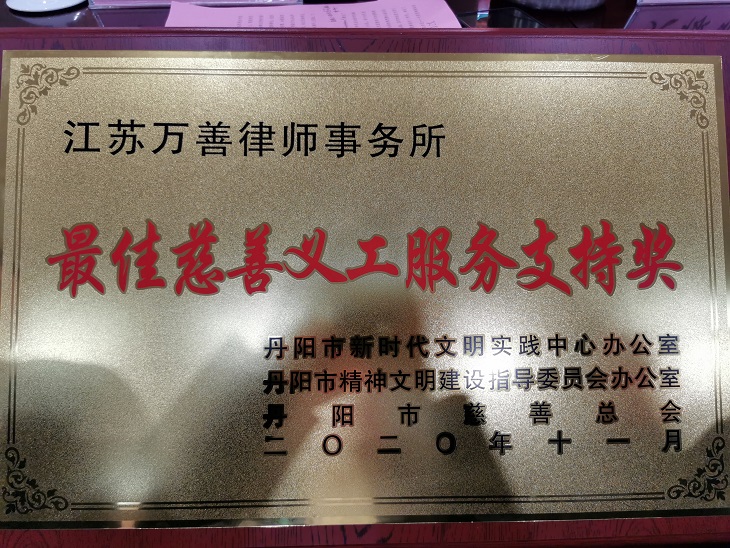 江苏万善律师事务所
最佳慈善义工服务支持奖
丹阳市新时代文明实践中心办公室
丹阳市精神文明建设指导委员会办公室
丹阳市慈善总会
二〇二〇年十一月